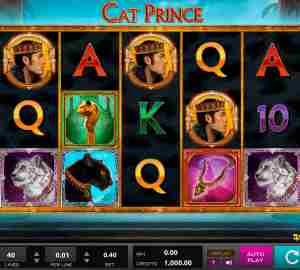 CAT PRINCE
A A
Q K 10
Q Q Q
40 0.01 0.40 WIN 0.00 AUTO PLAY
LINES PER LINE BET CREDITS 1,000.00